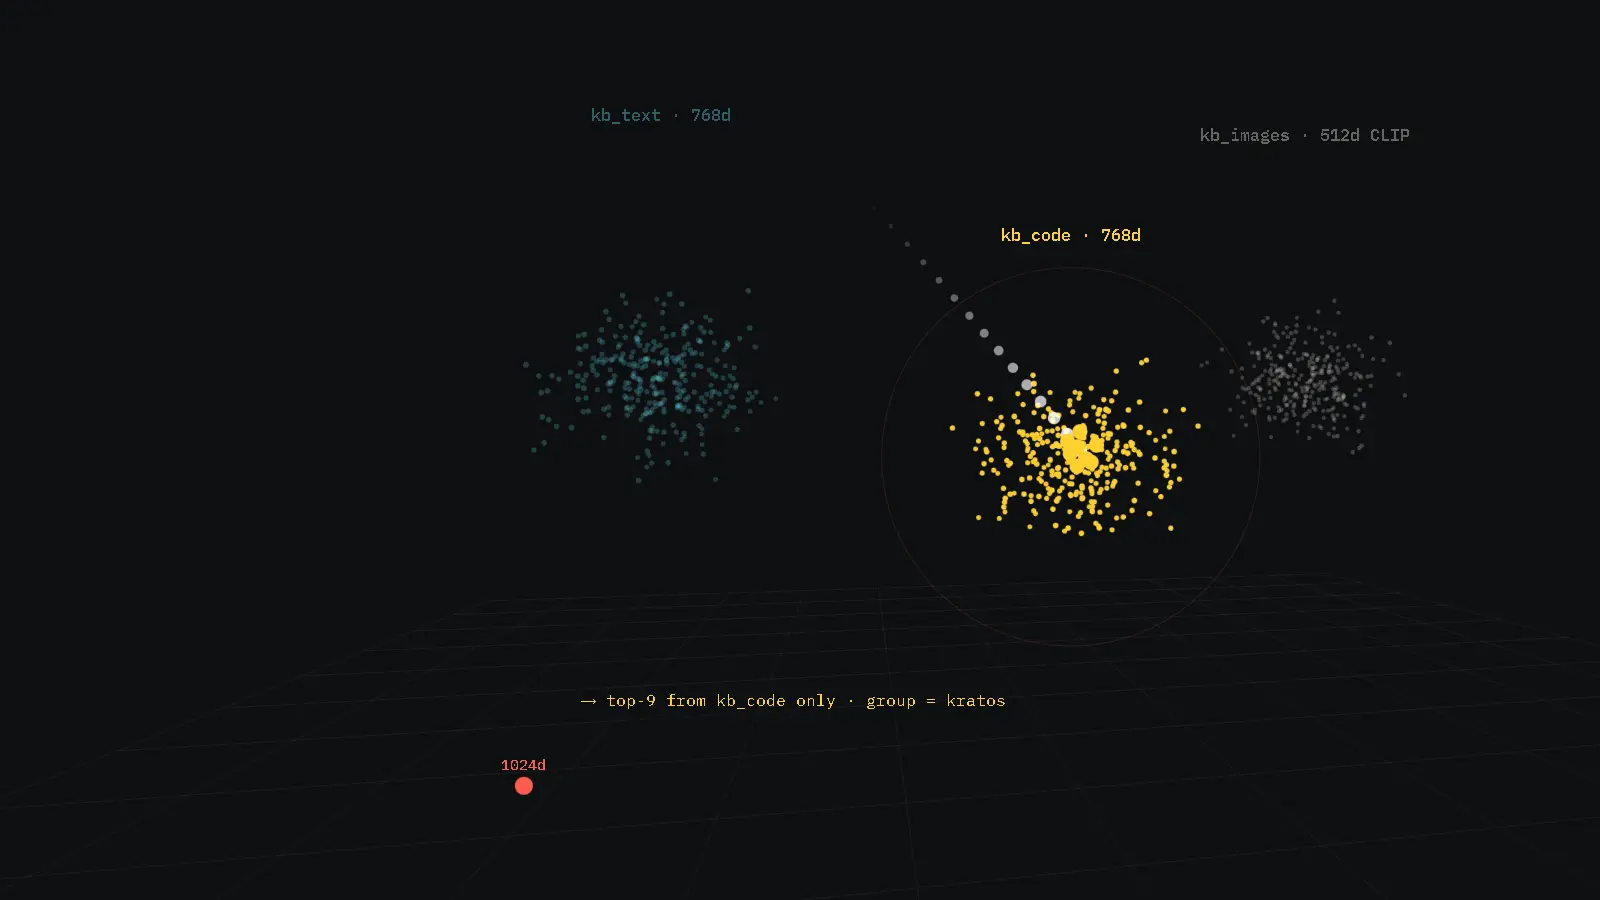 kb_text · 768d
kb_images · 512d CLIP
kb_code · 768d
→ top-9 from kb_code only · group = kratos
1024d